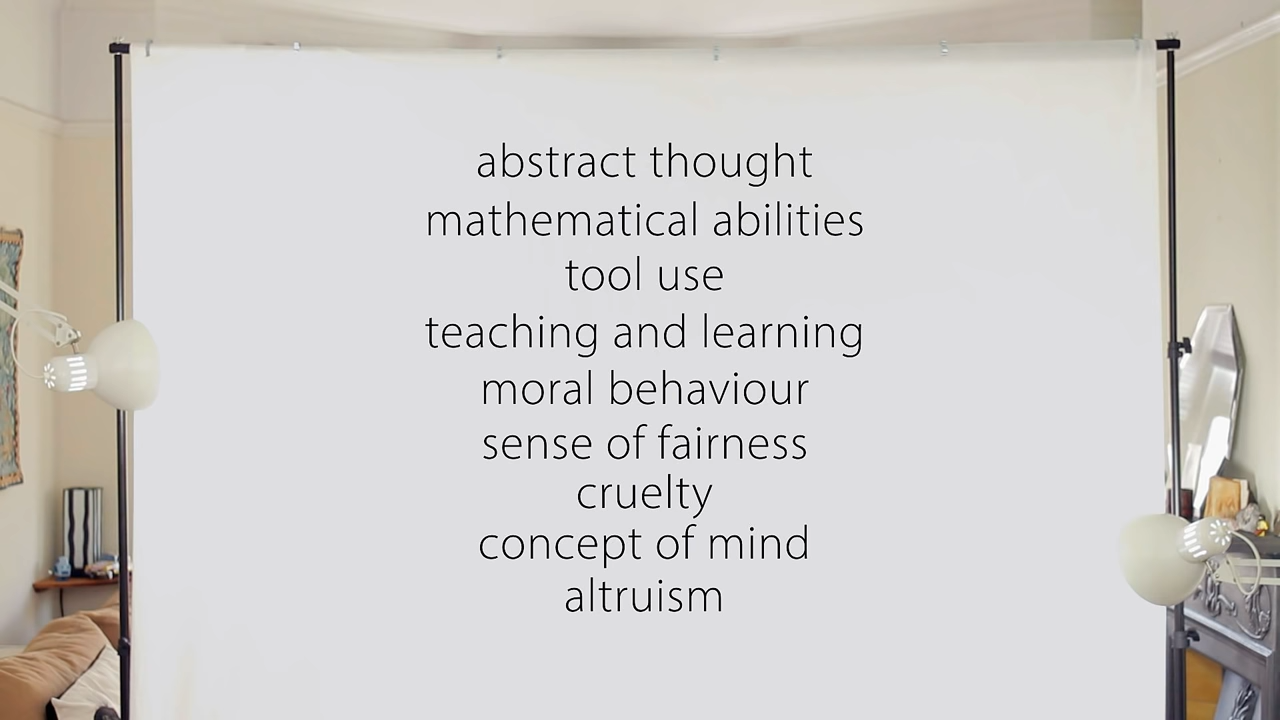 abstract thought
mathematical abilities
tool use
teaching and learning
moral behaviour
sense of fairness
cruelty
concept of mind
altruism